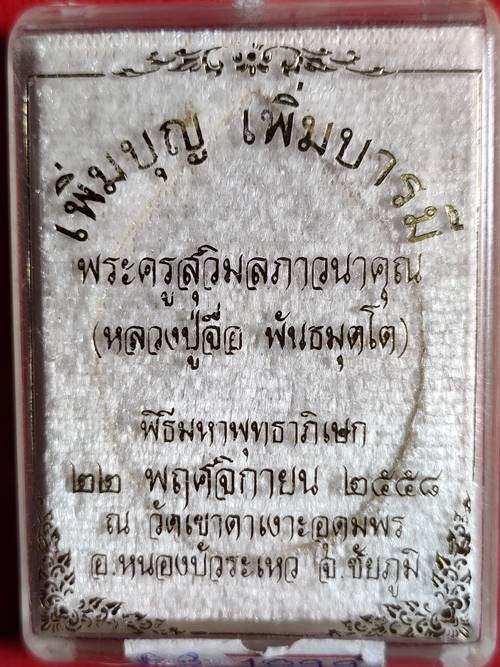 เพิ่มบุญ เพิ่มบารมี
พระครูสุวิมลภาวนาคุณ
(หลวงปู่จื่อ พันธมุตโต)
พิธีมหาพุทธาภิเษก
๒๒ พฤศจิกายน ๒๕๕๘
ณ วัดเขาตาเงาะอุดมพร
อ.หนองบัวระเหว จ.ชัยภูมิ